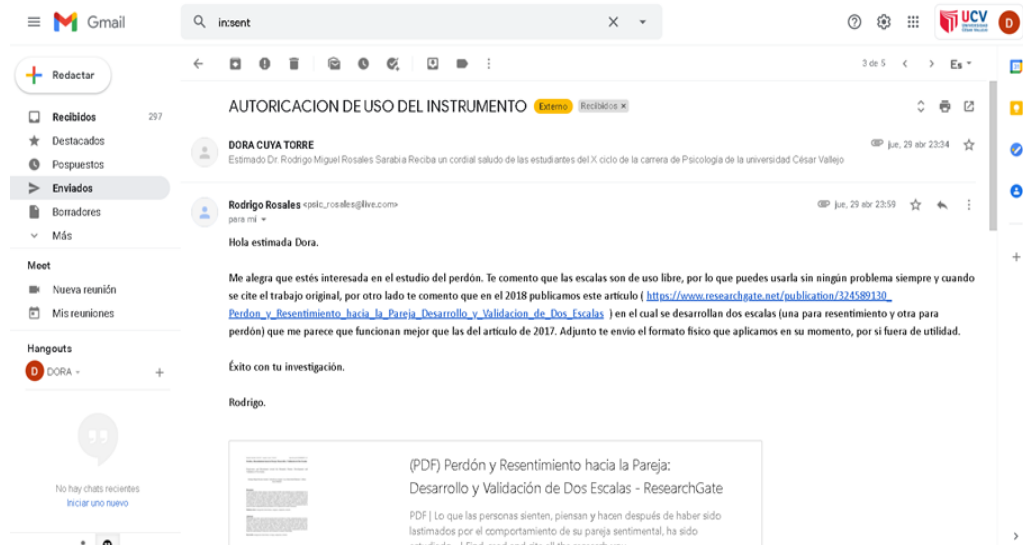 Gmail
in:sent
UCV
UNIVERSIDAD
CÉSAR VALLEJO
D
Redactar
3 de 5
Es
Recibidos 297
Destacados
Pospuestos
Enviados
Borradores
Más
Meet
Nueva reunión
Mis reuniones
Hangouts
D DORA
No hay chats recientes
Iniciar uno nuevo
AUTORICACION DE USO DEL INSTRUMENTO Externo Recibidos ×
DORA CUYA TORRE jue, 29 abr 23:34
Estimado Dr. Rodrigo Miguel Rosales Sarabia Reciba un cordial saludo de las estudiantes del X ciclo de la carrera de Psicología de la universidad César Vallejo
Rodrigo Rosales <psic_rosales@live.com> jue, 29 abr 23:59
para mí
Hola estimada Dora.
Me alegra que estés interesada en el estudio del perdón. Te comento que las escalas son de uso libre, por lo que puedes usarla sin ningún problema siempre y cuando
se cite el trabajo original, por otro lado te comento que en el 2018 publicamos este artículo ( https://www.researchgate.net/publication/324589130_
Perdon_y_Resentimiento_hacia_la_Pareja_Desarrollo_y_Validacion_de_Dos_Escalas ) en el cual se desarrollan dos escalas (una para resentimiento y otra para
perdón) que me parece que funcionan mejor que las del artículo de 2017. Adjunto te envío el formato físico que aplicamos en su momento, por si fuera de utilidad.
Éxito con tu investigación.
Rodrigo.
(PDF) Perdón y Resentimiento hacia la Pareja:
Desarrollo y Validación de Dos Escalas - ResearchGate
PDF | Lo que las personas sienten, piensan y hacen después de haber sido
lastimados por el comportamiento de su pareja sentimental, ha sido